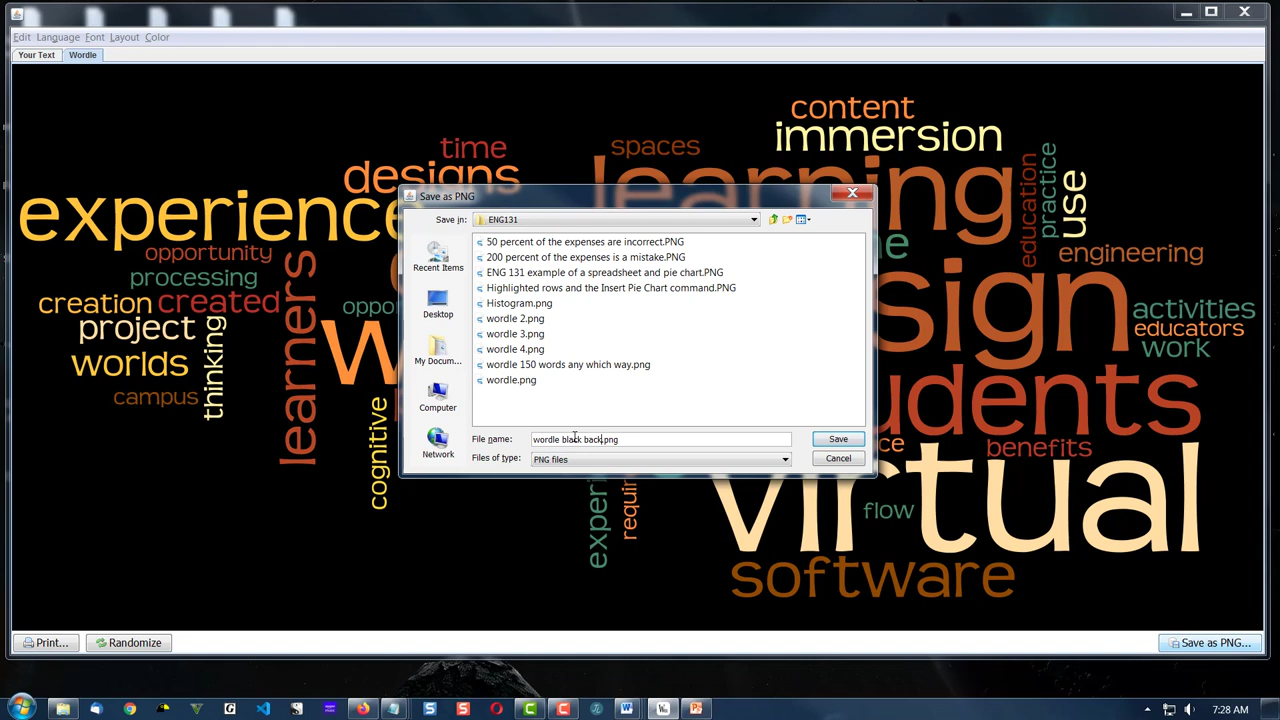 Edit Language Font Layout Color
Your Text Wordle
content
immersion
time
spaces
designs
learning
experience
education
practice
use
opportunity
engineering
processing
learners
creation created
project
thinking
worlds
campus
cognitive
design
activities
educators
work
students
benefits
virtual
flow
software
Save as PNG
Save in: ENG131
Recent Items
Desktop
My Docum...
Computer
Network
50 percent of the expenses are incorrect.PNG
200 percent of the expenses is a mistake.PNG
ENG 131 example of a spreadsheet and pie chart.PNG
Highlighted rows and the Insert Pie Chart command.PNG
Histogram.png
wordle 2.png
wordle 3.png
wordle 4.png
wordle 150 words any which way.png
wordle.png
File name: wordle black back.png Save
Files of type: PNG files Cancel
Print... Randomize Save as PNG...
7:28 AM